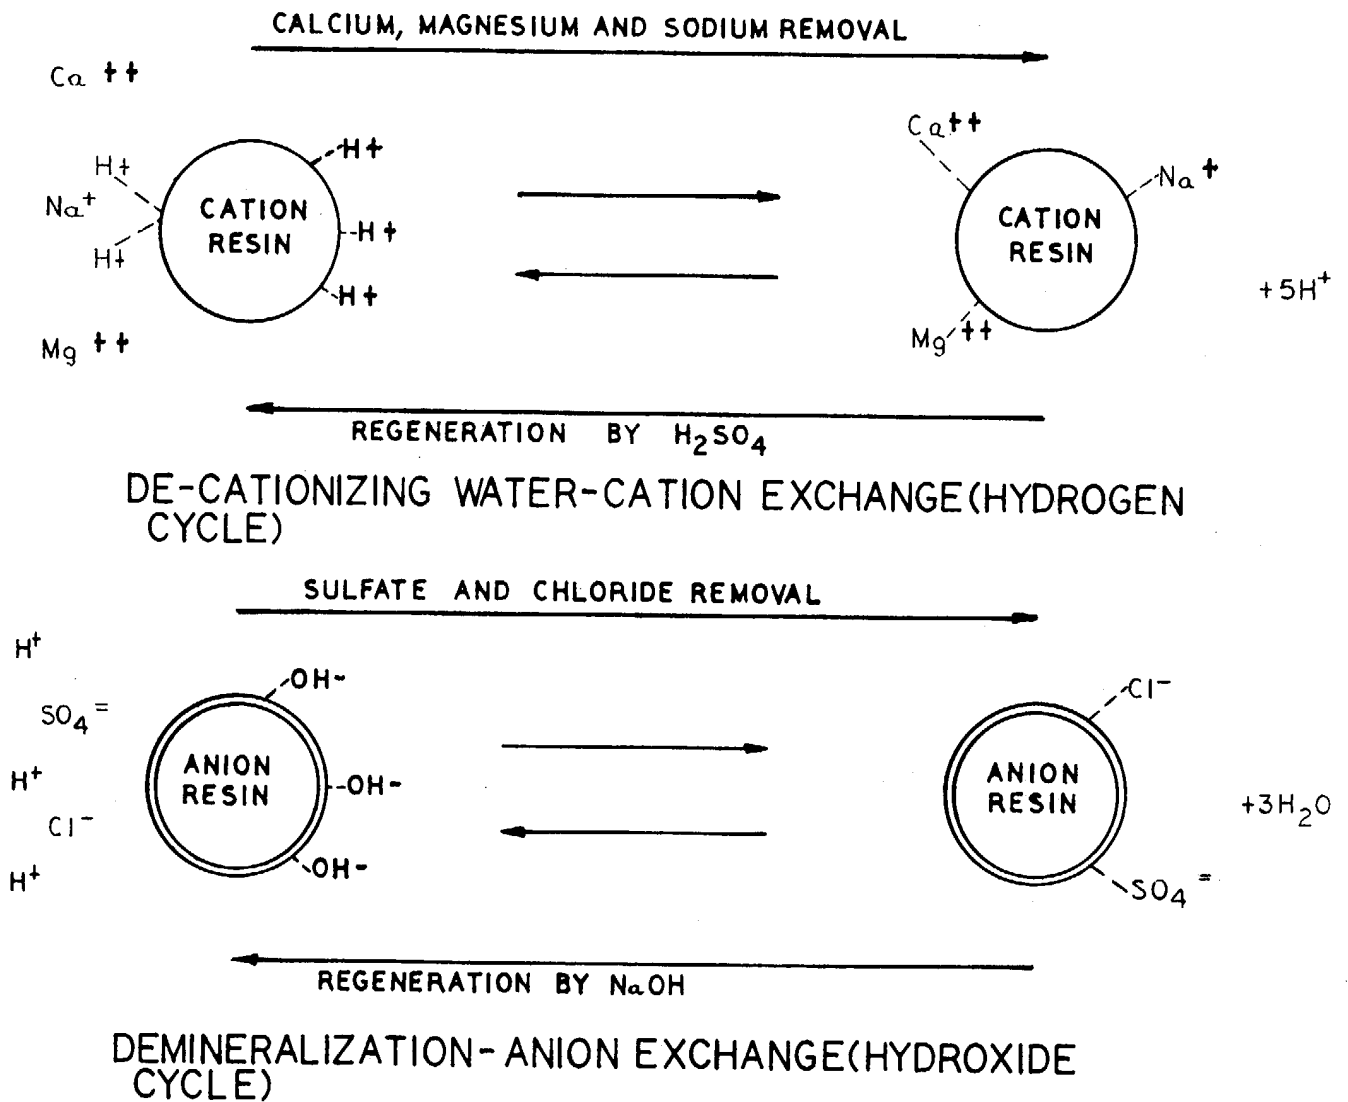 CALCIUM, MAGNESIUM AND SODIUM REMOVAL
Ca ++
H+
H+
Na+
CATION
RESIN
H+
H+
H+
Mg ++
Ca++
Na +
CATION
RESIN
Mg ++
+5H+
REGENERATION BY H2SO4
DE-CATIONIZING WATER-CATION EXCHANGE(HYDROGEN
CYCLE)
SULFATE AND CHLORIDE REMOVAL
H+
SO4 =
H+
Cl-
H+
OH-
ANION
RESIN
OH-
OH-
Cl-
ANION
RESIN
SO4 =
+3H2O
REGENERATION BY NaOH
DEMINERALIZATION-ANION EXCHANGE(HYDROXIDE
CYCLE)